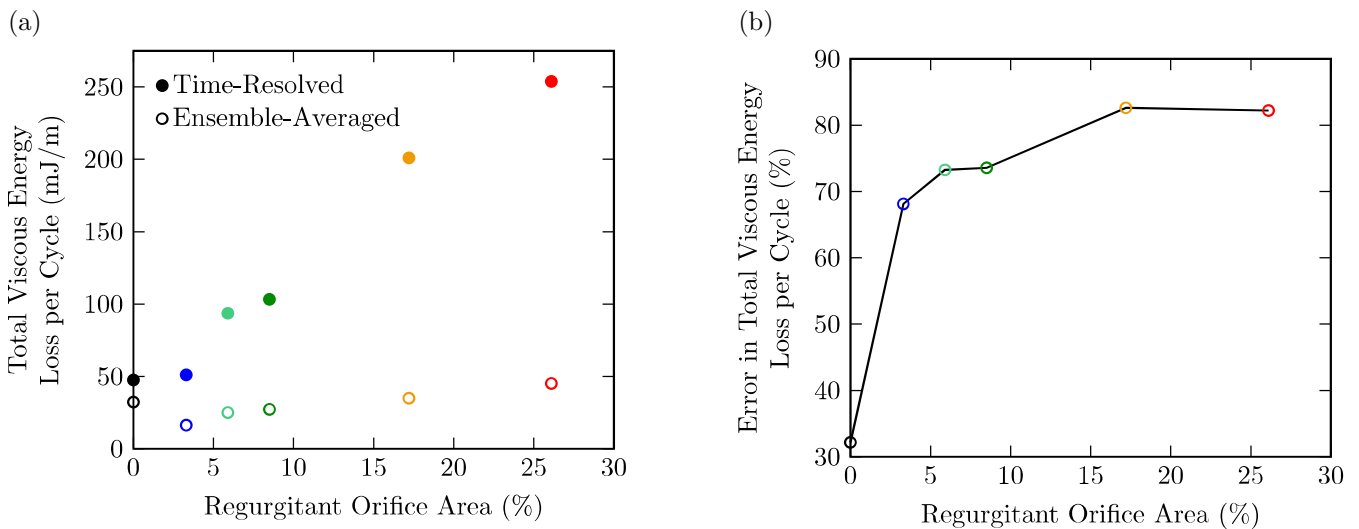 (a)
Total Viscous Energy
Loss per Cycle (mJ/m)
250
200
150
100
50
0
Time-Resolved
Ensemble-Averaged
0 5 10 15 20 25 30
Regurgitant Orifice Area (%)
(b)
Error in Total Viscous Energy
Loss per Cycle (%)
90
80
70
60
50
40
30
0 5 10 15 20 25 30
Regurgitant Orifice Area (%)